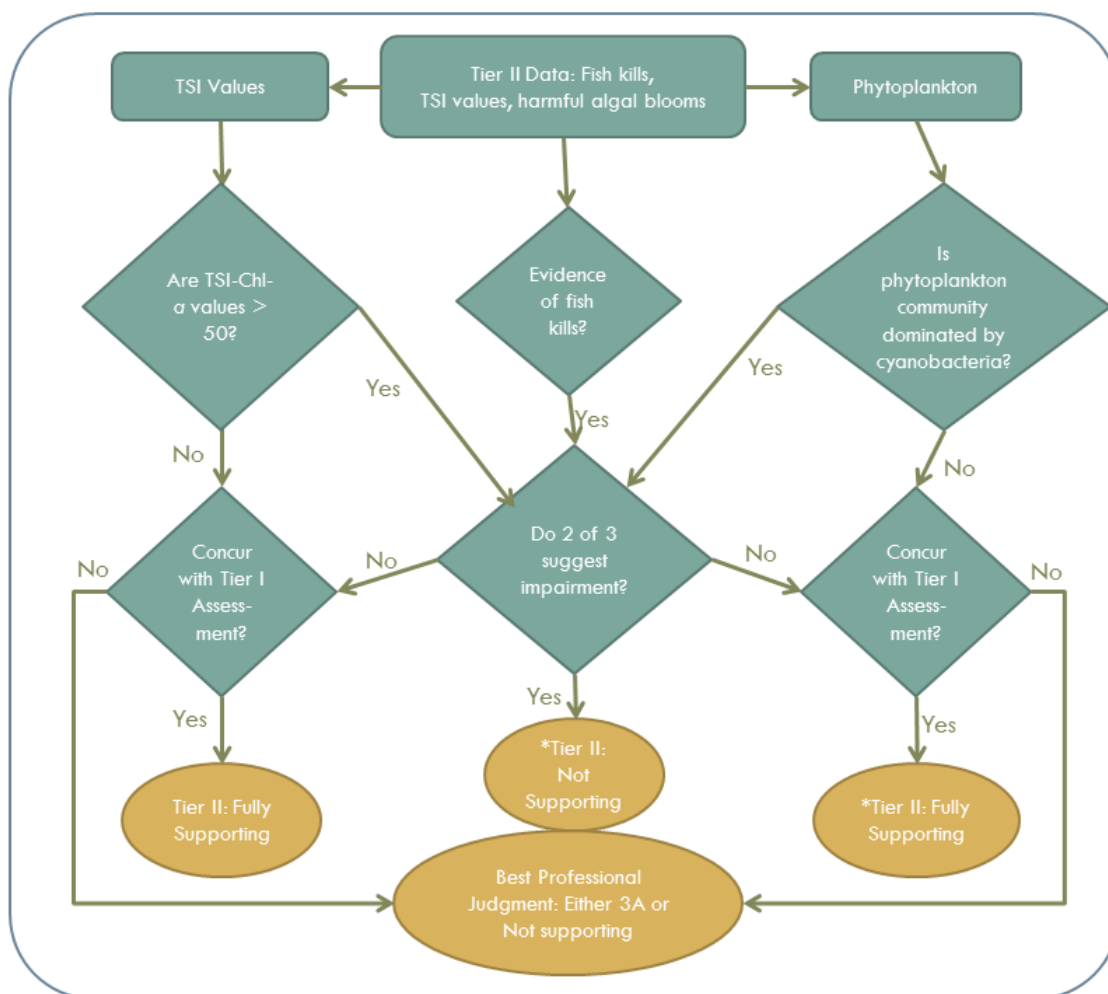 TSI Values
Tier II Data: Fish kills,
TSI values, harmful algal blooms
Phytoplankton
Are TSI-Chl-
α values >
50?
Evidence
of fish
kills?
Is
phytoplankton
community
dominated by
cyanobacteria?
Yes
Yes
Yes
No
No
Concur
with Tier I
Assess-
ment?
Do 2 of 3
suggest
impairment?
Concur
with Tier I
Assess-
ment?
No
No
No
No
Yes
Yes
Yes
Tier II: Fully
Supporting
*Tier II:
Not
Supporting
*Tier II: Fully
Supporting
Best Professional
Judgment: Either 3A or
Not supporting